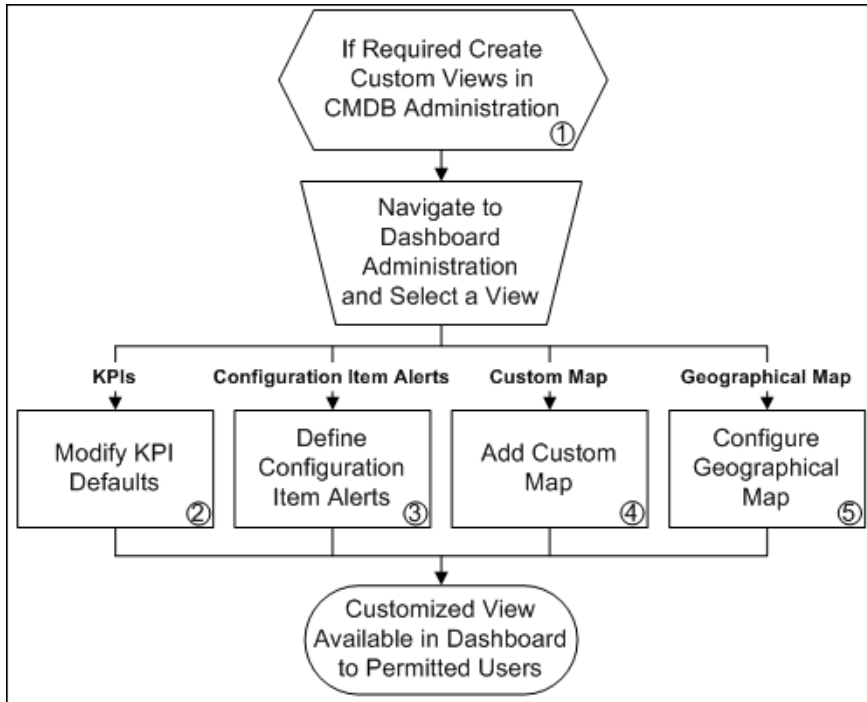 If Required Create
Custom Views in
CMDB Administration
①
Navigate to
Dashboard
Administration
and Select a View
KPIs
Configuration Item Alerts
Custom Map
Geographical Map
Modify KPI
Defaults
②
Define
Configuration
Item Alerts
③
Add Custom
Map
④
Configure
Geographical
Map
⑤
Customized View
Available in Dashboard
to Permitted Users